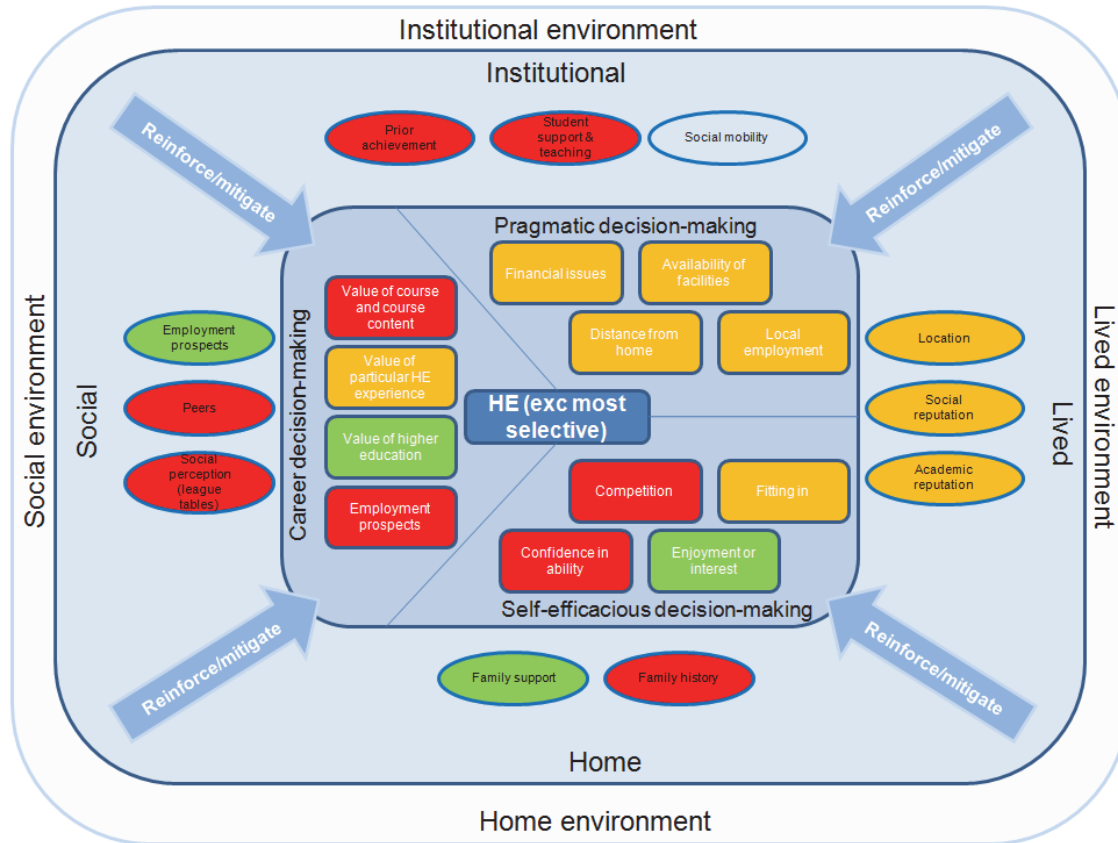 Institutional environment
Institutional
Reinforce/mitigate
Prior
achievement
Student
support &
teaching
Social mobility
Reinforce/mitigate
Pragmatic decision-making
Financial issues
Availability of
facilities
Distance from
home
Local
employment
Career decision-making
Value of course
and course
content
Value of
particular HE
experience
Value of higher
education
Employment
prospects
HE (exc most
selective)
Competition
Fitting in
Confidence in
ability
Enjoyment or
interest
Self-efficacious decision-making
Social environment
Social
Employment
prospects
Peers
Social
perception
(league
tables)
Location
Social
reputation
Academic
reputation
Lived
Lived environment
Reinforce/mitigate
Family support
Family history
Reinforce/mitigate
Home
Home environment